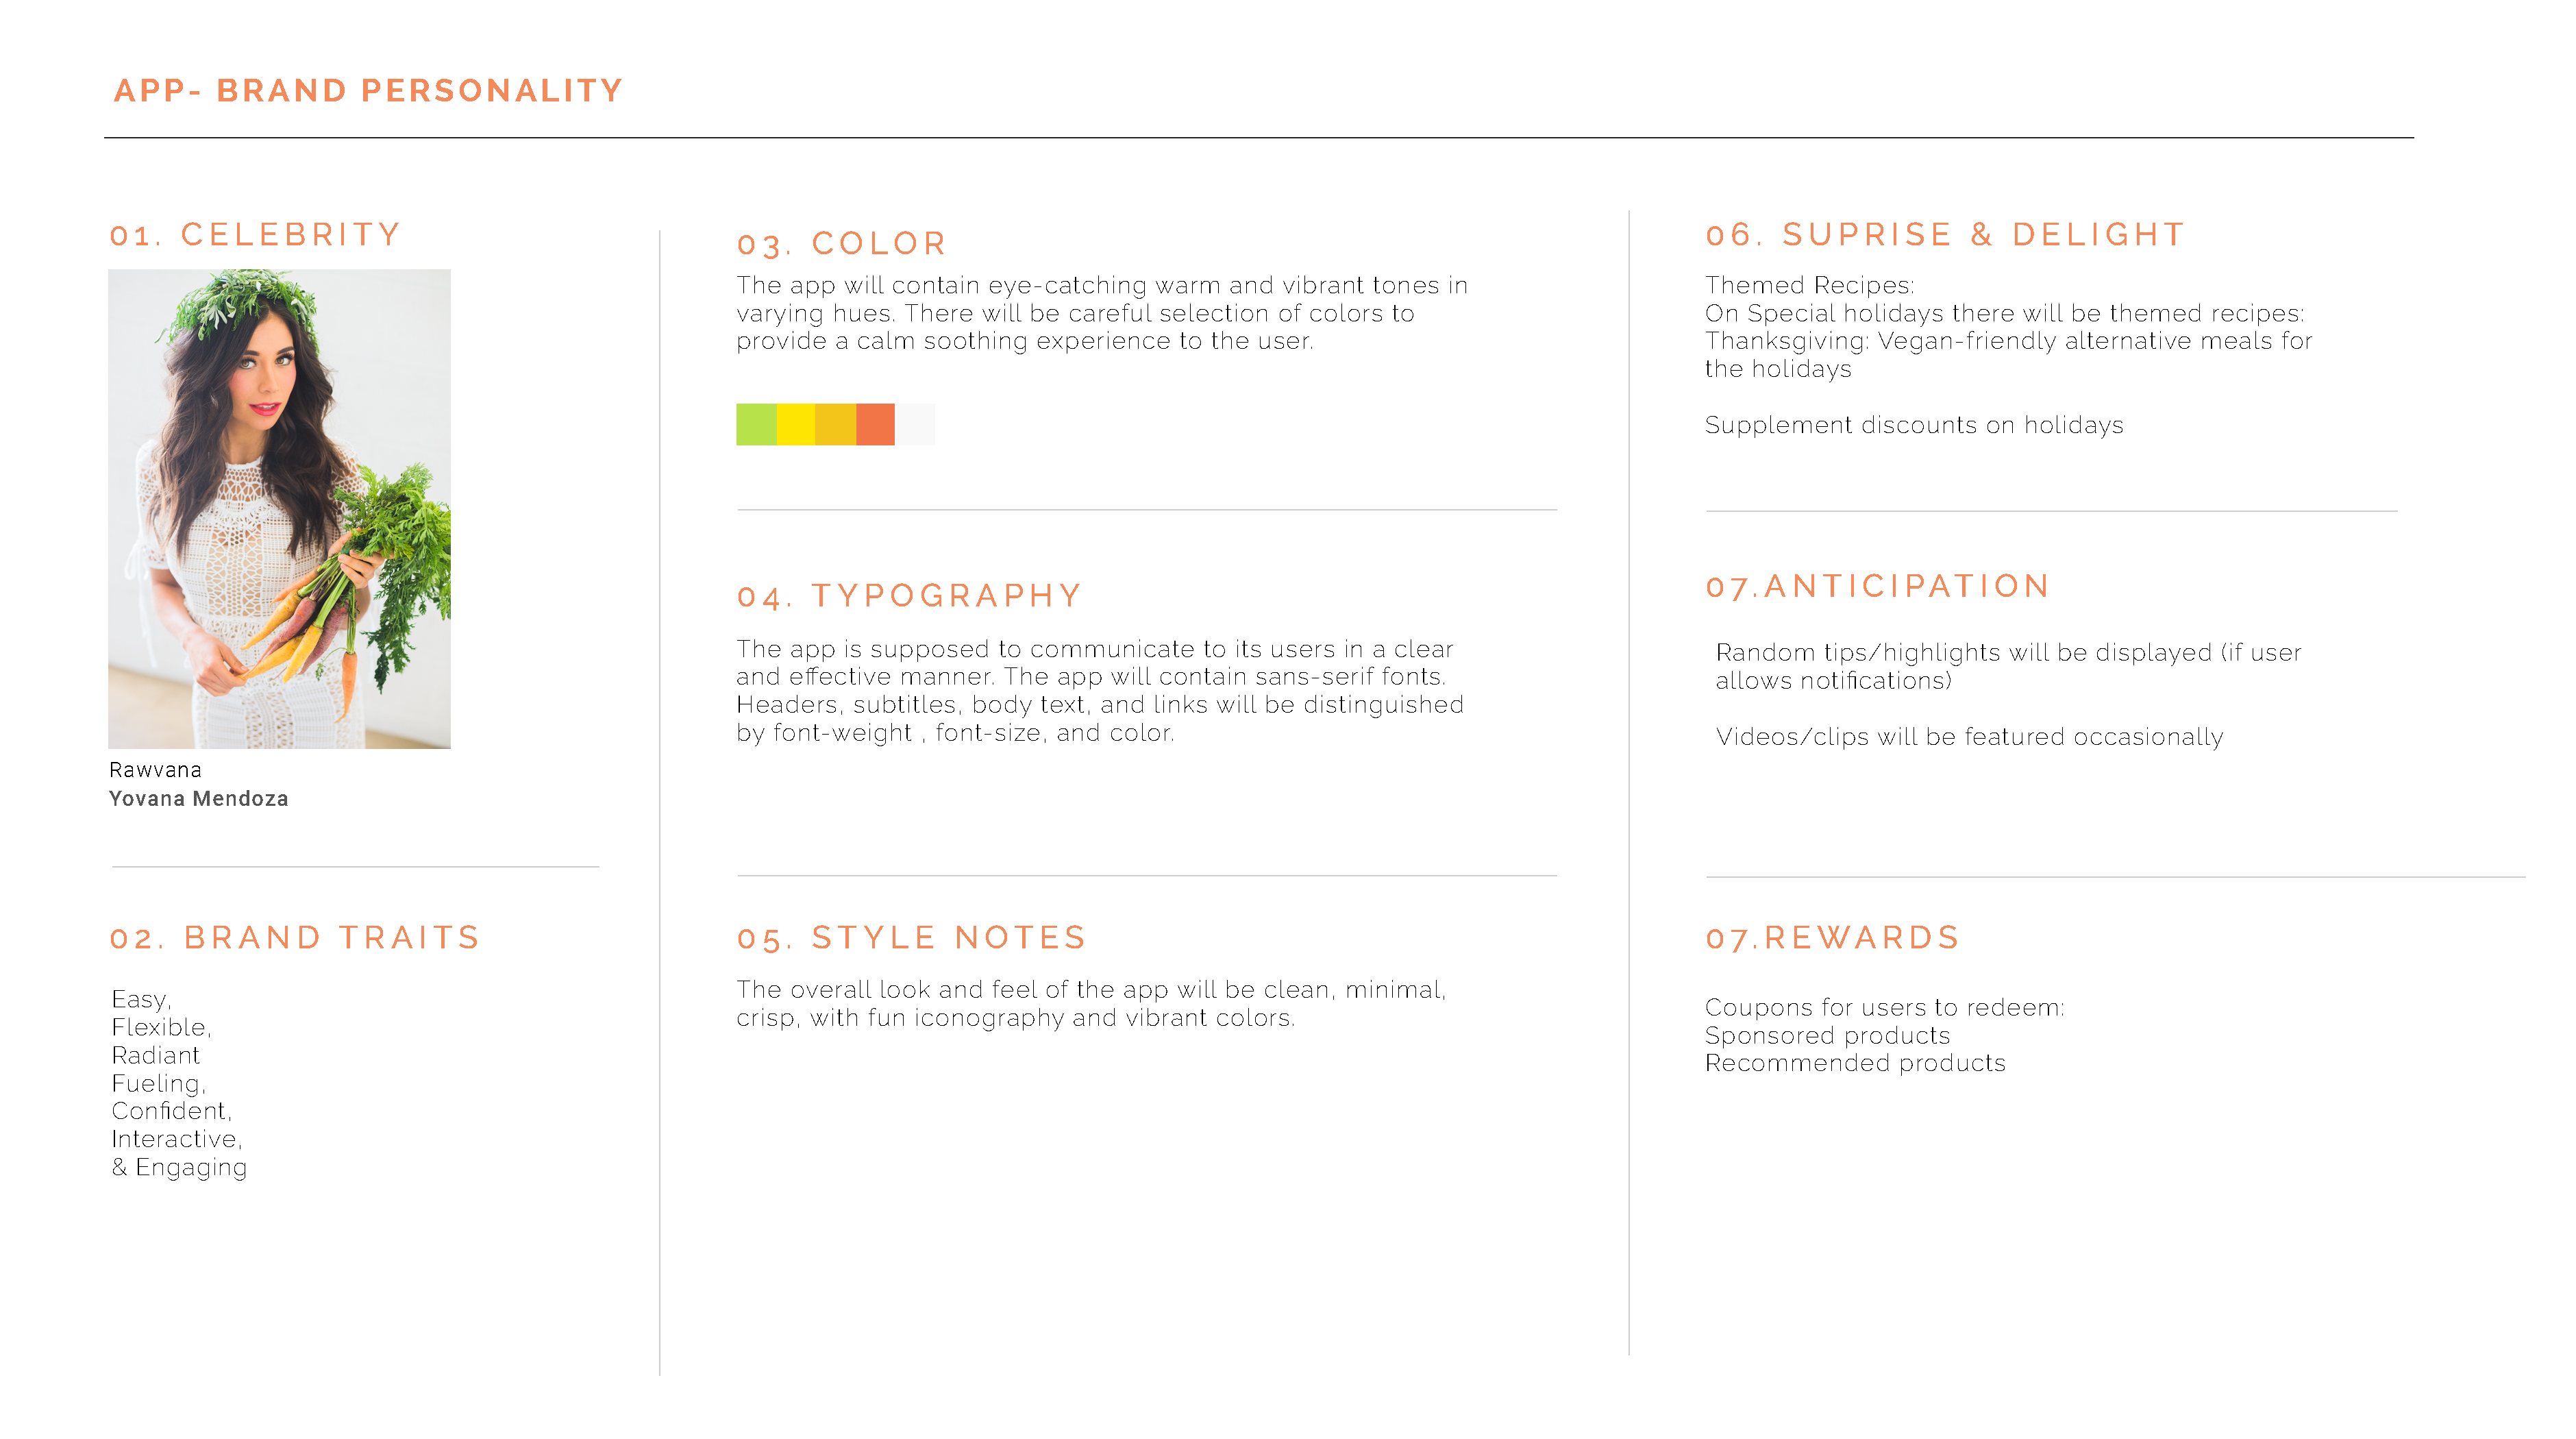 APP- BRAND PERSONALITY
01. CELEBRITY
Rawvana
Yovana Mendoza
02. BRAND TRAITS
Easy,
Flexible,
Radiant
Fueling,
Confident,
Interactive,
& Engaging
03. COLOR
The app will contain eye-catching warm and vibrant tones in
varying hues. There will be careful selection of colors to
provide a calm soothing experience to the user.
04. TYPOGRAPHY
The app is supposed to communicate to its users in a clear
and effective manner. The app will contain sans-serif fonts.
Headers, subtitles, body text, and links will be distinguished
by font-weight , font-size, and color.
05. STYLE NOTES
The overall look and feel of the app will be clean, minimal,
crisp, with fun iconography and vibrant colors.
06. SUPRISE & DELIGHT
Themed Recipes:
On Special holidays there will be themed recipes:
Thanksgiving: Vegan-friendly alternative meals for
the holidays
Supplement discounts on holidays
07.ANTICIPATION
Random tips/highlights will be displayed (if user
allows notifications)
Videos/clips will be featured occasionally
07.REWARDS
Coupons for users to redeem:
Sponsored products
Recommended products